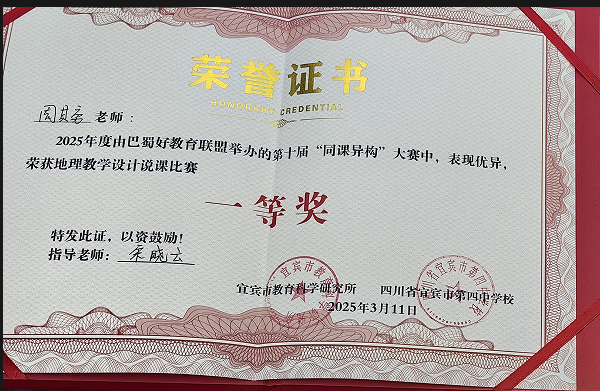 荣誉证书
HONORARY CREDENTIAL
周其 老师：
2025年度由巴蜀好教育联盟举办的第十届“同课异构”大赛中，表现优异，
荣获地理教学设计说课比赛
一等奖
特发此证，以资鼓励！
指导老师：宋晓云
宜宾市教育科学研究所 四川省宜宾市第四中学校
2025年3月11日